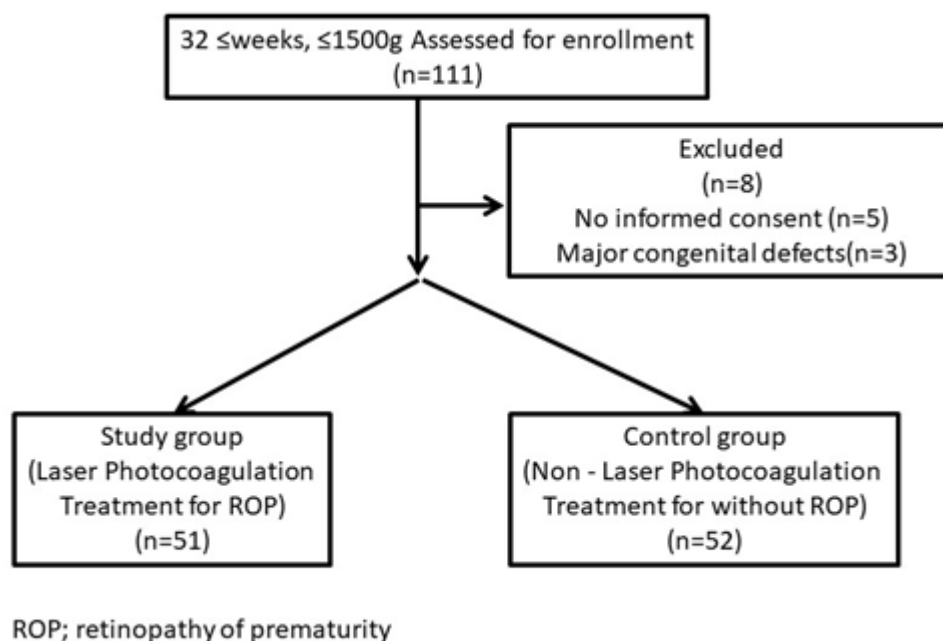 32 ≤weeks, ≤1500g Assessed for enrollment
(n=111)
Excluded
(n=8)
No informed consent (n=5)
Major congenital defects(n=3)
Study group
(Laser Photocoagulation
Treatment for ROP)
(n=51)
Control group
(Non - Laser Photocoagulation
Treatment for without ROP)
(n=52)
ROP; retinopathy of prematurity